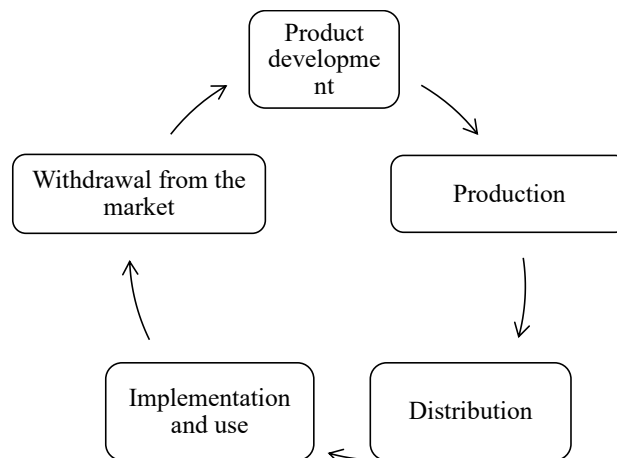 Product
developme
nt
Production
Distribution
Implementation
and use
Withdrawal from the
market